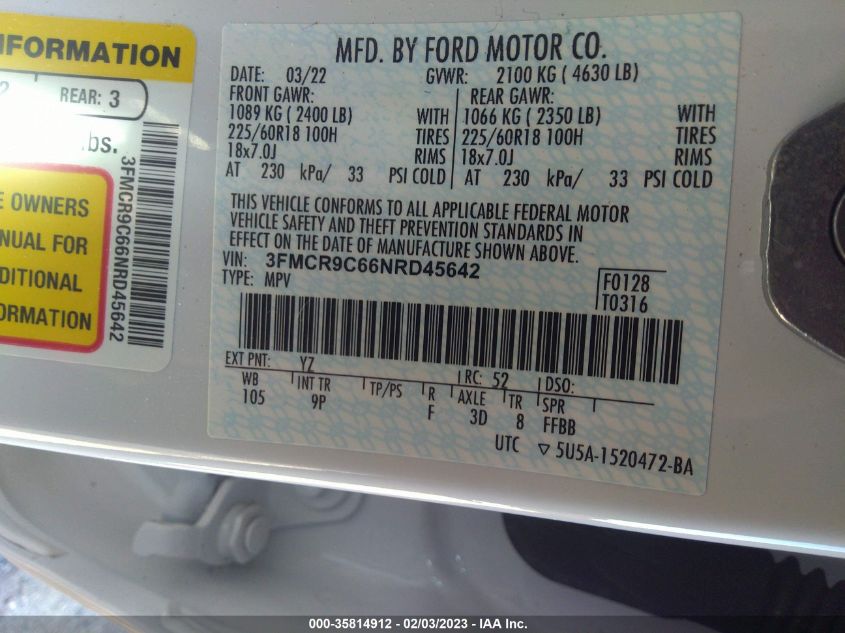 INFORMATION
2 REAR: 3
lbs.
3FMCR9C66NRD45642
OWNERS
MANUAL FOR
ADDITIONAL
INFORMATION
MFD. BY FORD MOTOR CO.
DATE: 03/22 GVWR: 2100 KG ( 4630 LB)
FRONT GAWR: REAR GAWR:
1089 KG ( 2400 LB) WITH 1066 KG ( 2350 LB) WITH
225/60R18 100H TIRES 225/60R18 100H TIRES
18x7.0J RIMS 18x7.0J RIMS
AT 230 kPa/ 33 PSI COLD AT 230 kPa/ 33 PSI COLD
THIS VEHICLE CONFORMS TO ALL APPLICABLE FEDERAL MOTOR
VEHICLE SAFETY AND THEFT PREVENTION STANDARDS IN
EFFECT ON THE DATE OF MANUFACTURE SHOWN ABOVE.
VIN: 3FMCR9C66NRD45642
TYPE: MPV
F0128
T0316
EXT PNT: YZ RC: 52 DSO:
WB INT TR TP/PS R AXLE TR SPR
105 9P F 3D 8 FFBB
UTC ▽ 5U5A-1520472-BA
000-35814912 - 02/03/2023 - IAA Inc.